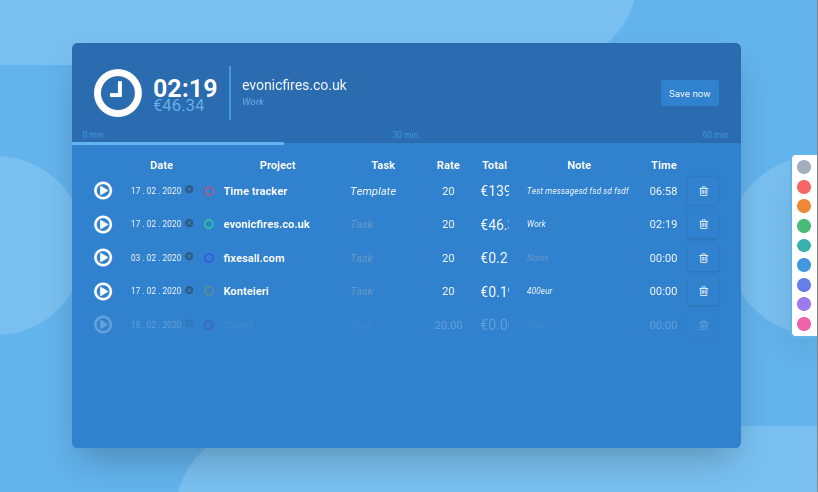 02:19
€46.34
evonicfires.co.uk
Work
Save now
0 min. 30 min. 60 min.
Date Project Task Rate Total Note Time
17 . 02 . 2020 Time tracker Template 20 €139 Test messagesd fsd sd fsdf 06:58
17 . 02 . 2020 evonicfires.co.uk Task 20 €46. Work 02:19
03 . 02 . 2020 fixesall.com Task 20 €0.2 Notes 00:00
17 . 02 . 2020 Konteieri Task 20 €0.1 400eur 00:00
18 . 02 . 2020 Client Task 20.00 €0.0 Notes 00:00